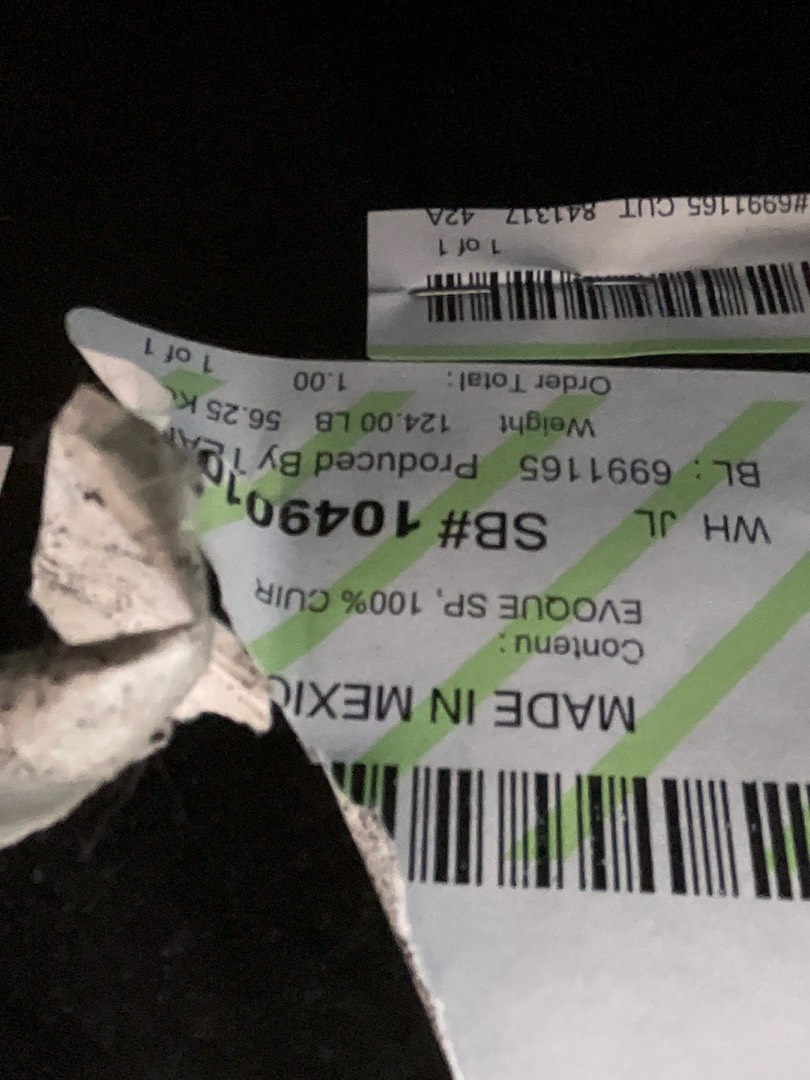 MADE IN MEXIC
Contenu:
EVOQUE SP, 100% CUIR
WH JL SB# 10490
BL: 6991165 Produced By
Weight 124.00 LB 56.25 K
Order Total: 1.00 1 of 1
1 of 1
#6991165 CUT 841317 42A